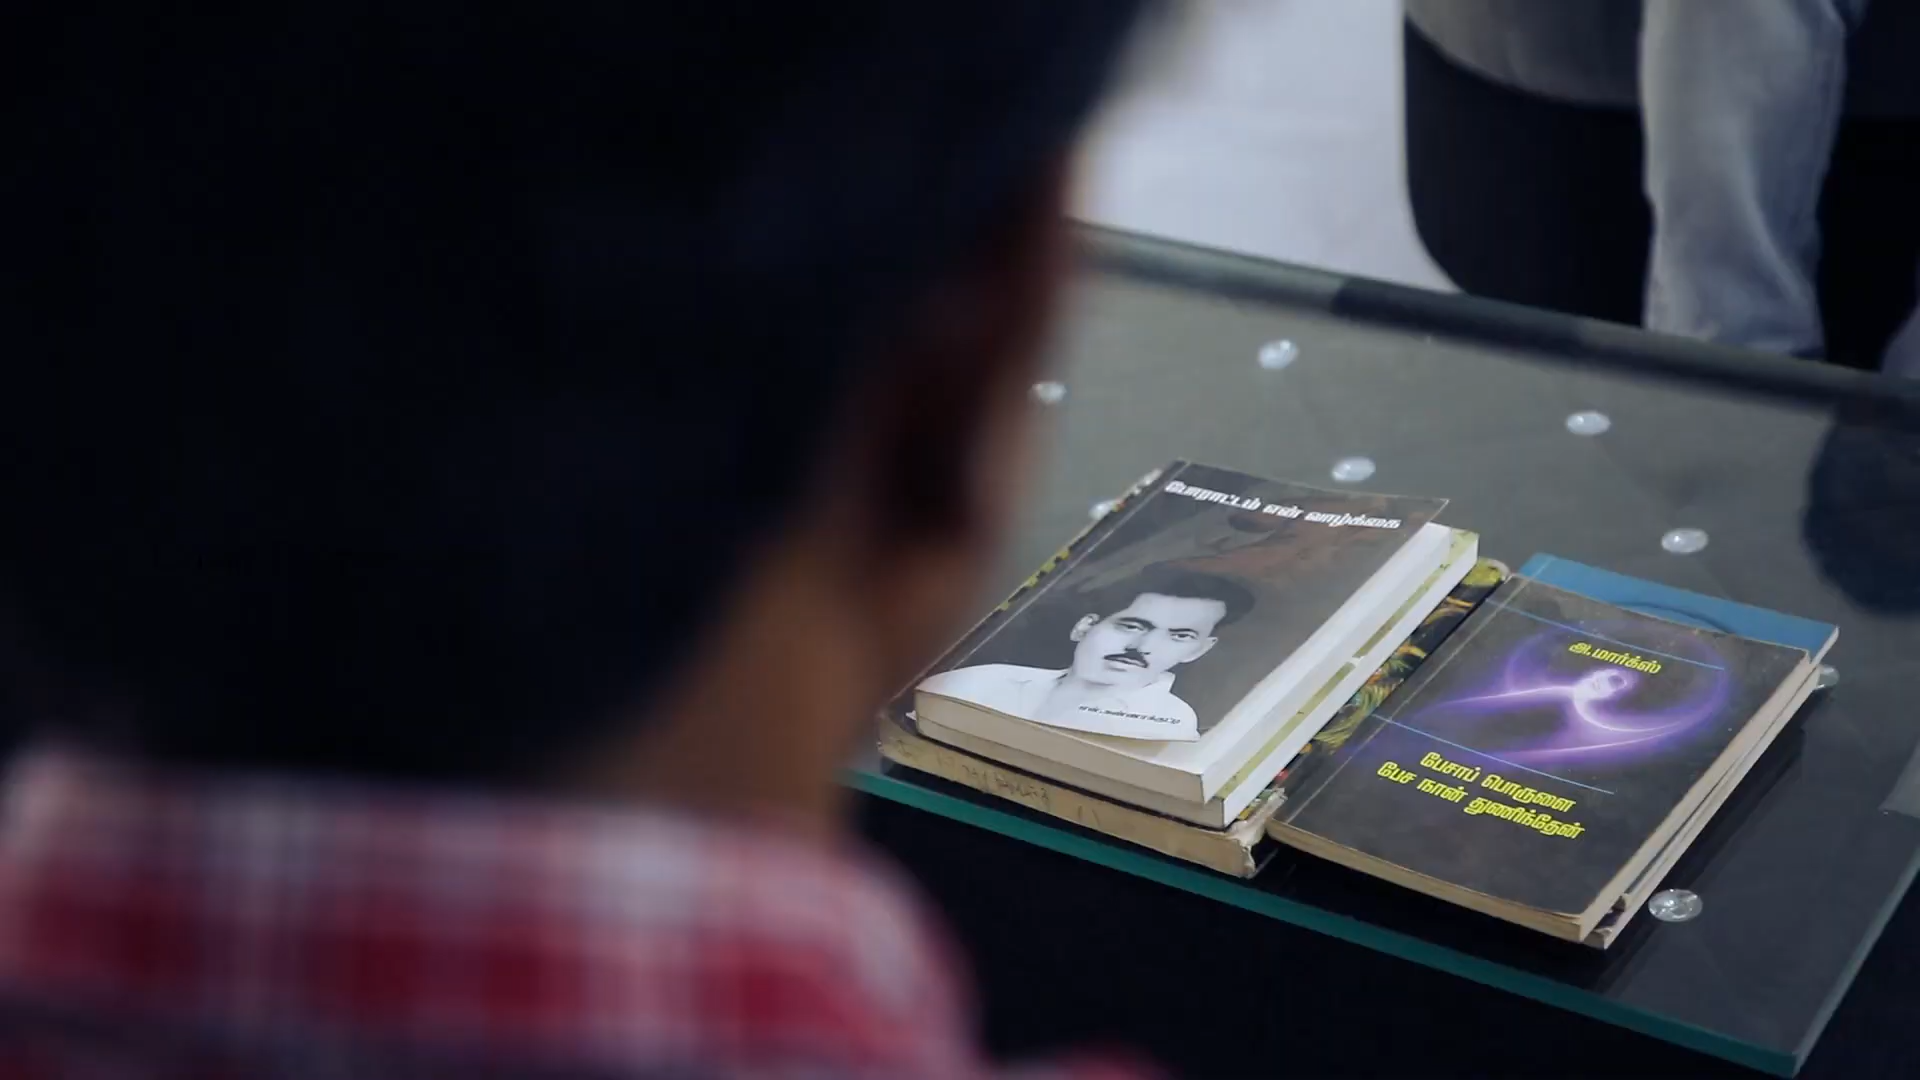 போராட்டம் என் வாழ்க்கை
அ.மார்க்ஸ்
பேசாப் பொருளை
பேச நான் துணிந்தேன்